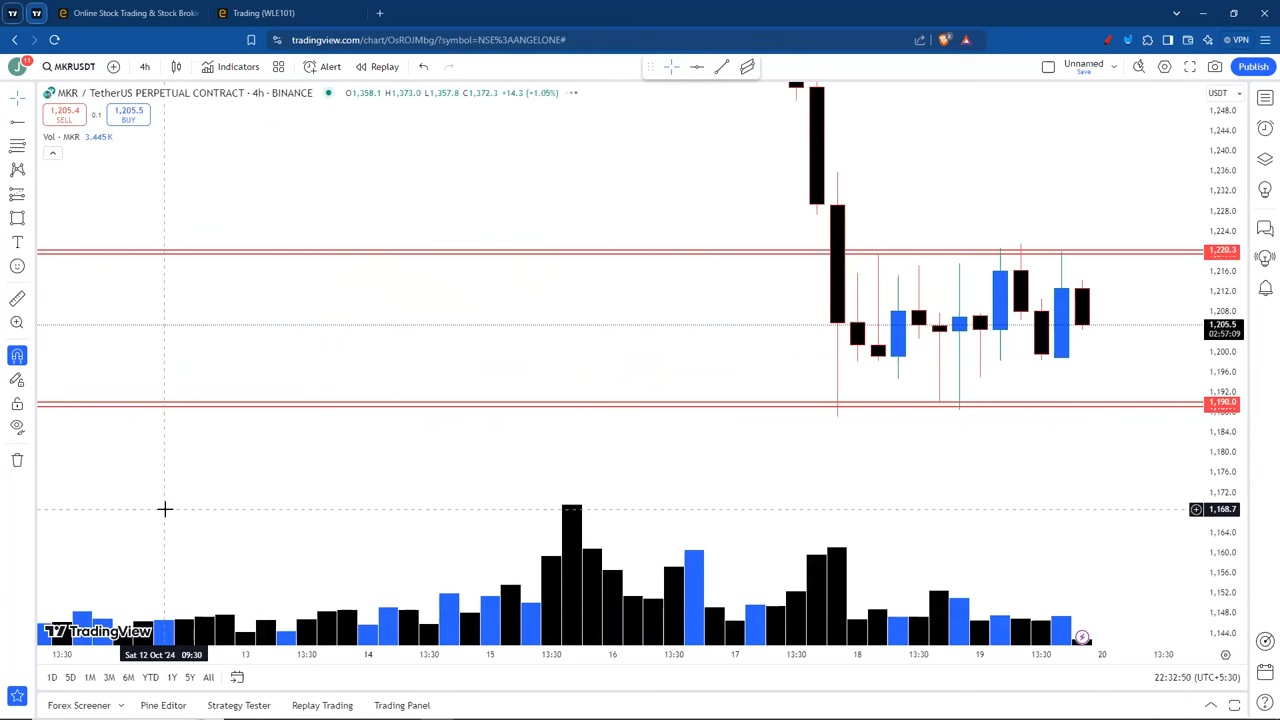 Online Stock Trading & Stock Brokin
Trading (WLE101)
tradingview.com/chart/OsROJMbg/?symbol=NSE%3AANGELONE#
VPN
J 11 MKRUSDT 4h Indicators Alert Replay Unnamed Save Publish
MKR / TetherUS PERPETUAL CONTRACT · 4h · BINANCE O1,358.1 H1,373.0 L1,357.8 C1,372.3 +14.3 (+1.05%)
USDT
1,205.4 SELL 0.1 1,205.5 BUY
Vol · MKR 3.445K
1,248.0
1,244.0
1,240.0
1,236.0
1,232.0
1,228.0
1,224.0
1,220.3
1,216.0
1,212.0
1,208.0
1,205.5
02:57:09
1,200.0
1,196.0
1,192.0
1,190.0
1,184.0
1,180.0
1,176.0
1,172.0
1,168.7
1,164.0
1,160.0
1,156.0
1,152.0
1,148.0
1,144.0
TradingView
13:30 Sat 12 Oct '24 09:30 13 13:30 14 13:30 15 13:30 16 13:30 17 13:30 18 13:30 19 13:30 20 13:30
1D 5D 1M 3M 6M YTD 1Y 5Y All 22:32:50 (UTC+5:30)
Forex Screener Pine Editor Strategy Tester Replay Trading Trading Panel